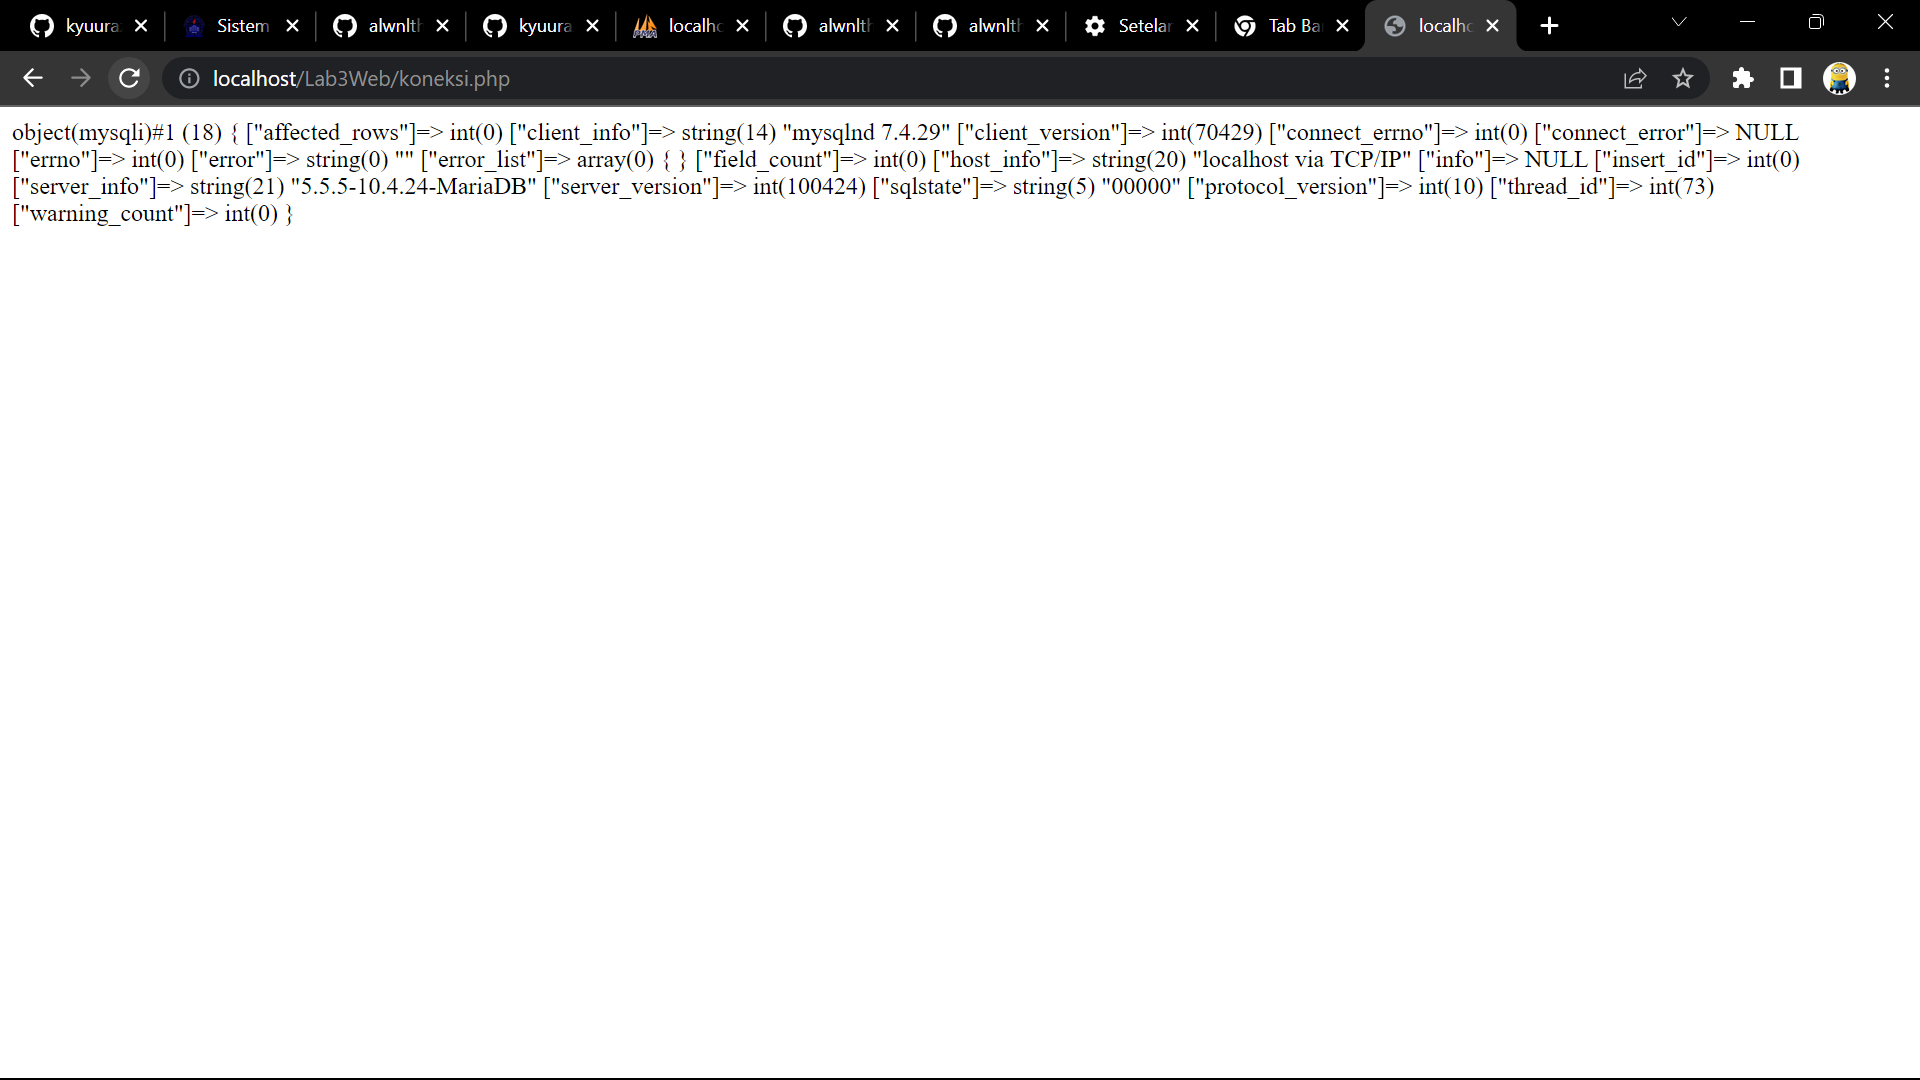 kyuura
Sistem
alwnlth
kyuura
localho
alwnlth
alwnlth
Setelan
Tab Ba
localho
localhost/Lab3Web/koneksi.php
object(mysqli)#1 (18) { ["affected_rows"]=> int(0) ["client_info"]=> string(14) "mysqlnd 7.4.29" ["client_version"]=> int(70429) ["connect_errno"]=> int(0) ["connect_error"]=> NULL
["errno"]=> int(0) ["error"]=> string(0) "" ["error_list"]=> array(0) { } ["field_count"]=> int(0) ["host_info"]=> string(20) "localhost via TCP/IP" ["info"]=> NULL ["insert_id"]=> int(0)
["server_info"]=> string(21) "5.5.5-10.4.24-MariaDB" ["server_version"]=> int(100424) ["sqlstate"]=> string(5) "00000" ["protocol_version"]=> int(10) ["thread_id"]=> int(73)
["warning_count"]=> int(0) }